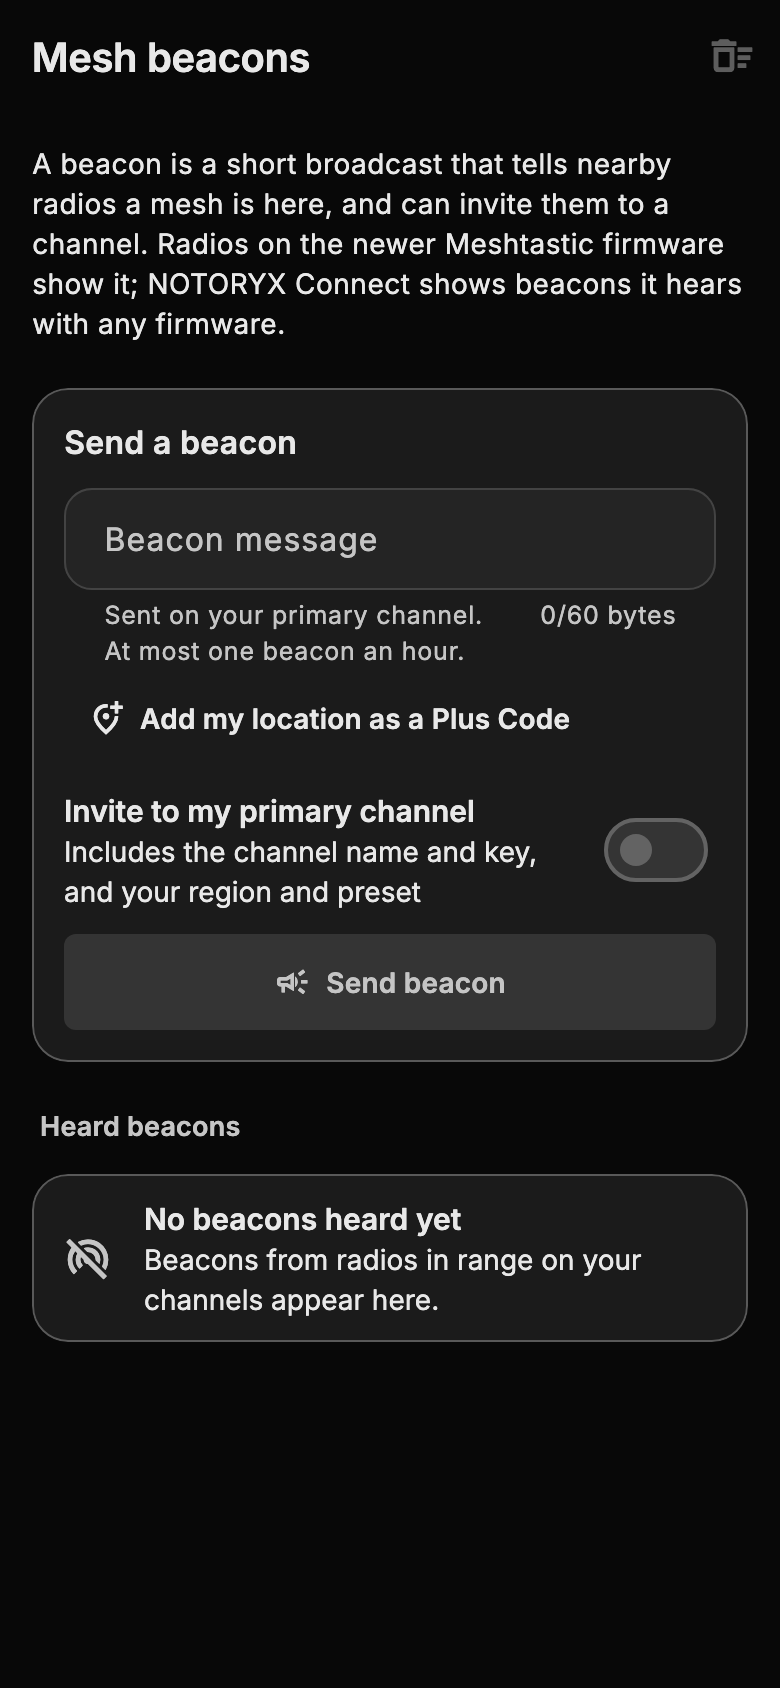 Mesh beacons
A beacon is a short broadcast that tells nearby
radios a mesh is here, and can invite them to a
channel. Radios on the newer Meshtastic firmware
show it; NOTORYX Connect shows beacons it hears
with any firmware.
Send a beacon
Beacon message
Sent on your primary channel. 0/60 bytes
At most one beacon an hour.
Add my location as a Plus Code
Invite to my primary channel
Includes the channel name and key,
and your region and preset
Send beacon
Heard beacons
No beacons heard yet
Beacons from radios in range on your
channels appear here.